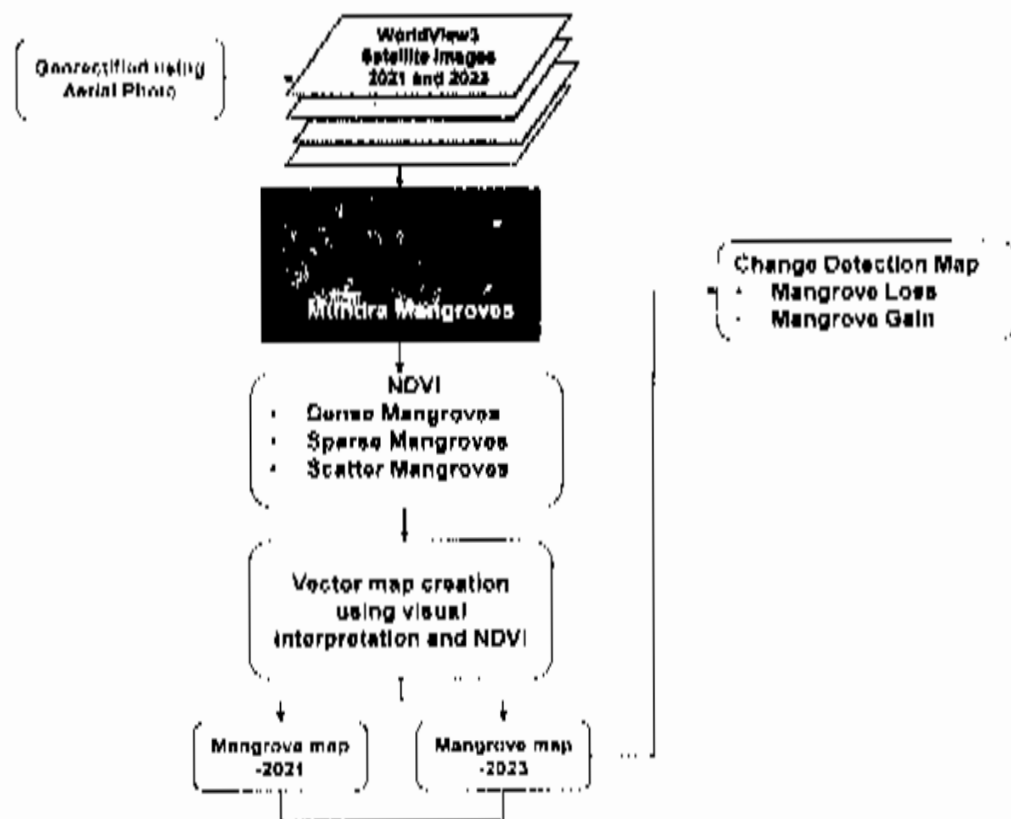 WorldView3
Satellite Images
2021 and 2023
Georectified using
Aerial Photo
Mundra Mangroves
Change Detection Map
Mangrove Loss
Mangrove Gain
NDVI
Dense Mangroves
Sparse Mangroves
Scatter Mangroves
Vector map creation
using visual
interpretation and NDVI
Mangrove map
-2021
Mangrove map
-2023